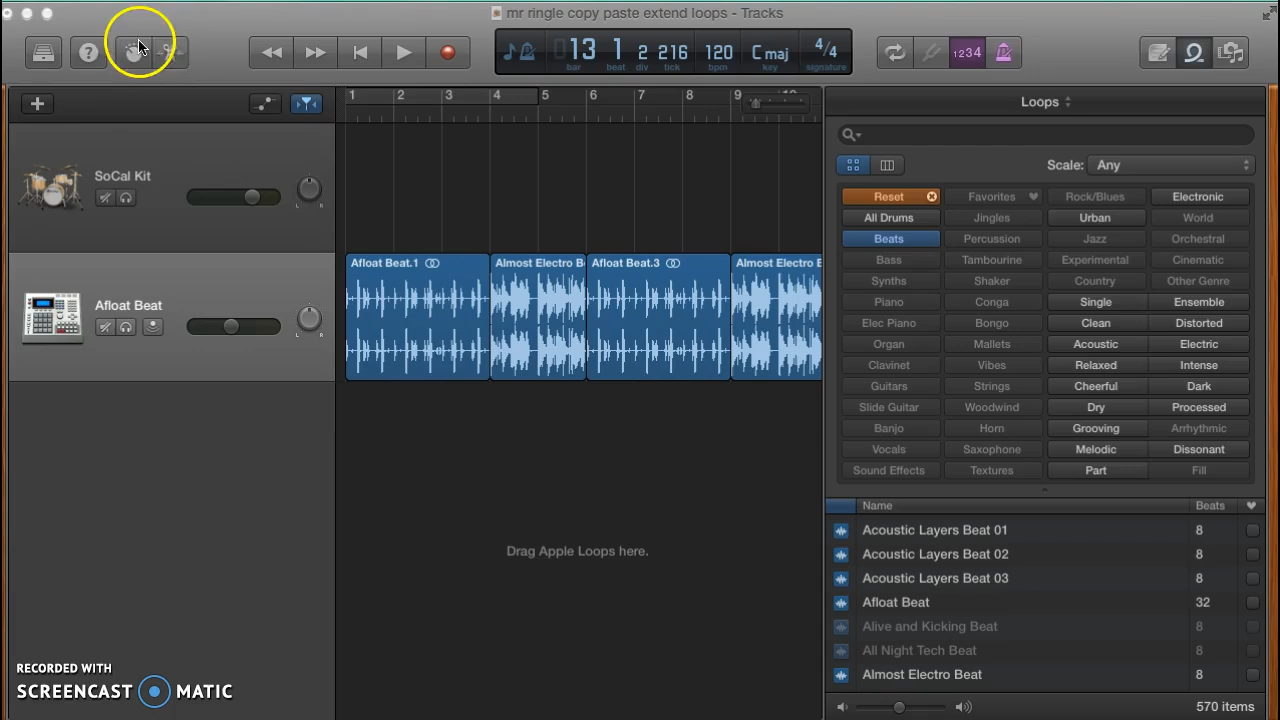 mr ringle copy paste extend loops - Tracks
13 1 2 216 120 C maj 4/4
bar beat div tick bpm key signature
1234
1 2 3 4 5 6 7 8 9
Loops
Scale: Any
SoCal Kit
L R
Afloat Beat
L R
Afloat Beat.1 Almost Electro B Afloat Beat.3 Almost Electro B
Drag Apple Loops here.
Reset Favorites Rock/Blues Electronic
All Drums Jingles Urban World
Beats Percussion Jazz Orchestral
Bass Tambourine Experimental Cinematic
Synths Shaker Country Other Genre
Piano Conga Single Ensemble
Elec Piano Bongo Clean Distorted
Organ Mallets Acoustic Electric
Clavinet Vibes Relaxed Intense
Guitars Strings Cheerful Dark
Slide Guitar Woodwind Dry Processed
Banjo Horn Grooving Arrhythmic
Vocals Saxophone Melodic Dissonant
Sound Effects Textures Part Fill
Name Beats
Acoustic Layers Beat 01 8
Acoustic Layers Beat 02 8
Acoustic Layers Beat 03 8
Afloat Beat 32
Alive and Kicking Beat 8
All Night Tech Beat 8
Almost Electro Beat 8
570 items
RECORDED WITH
SCREENCAST MATIC